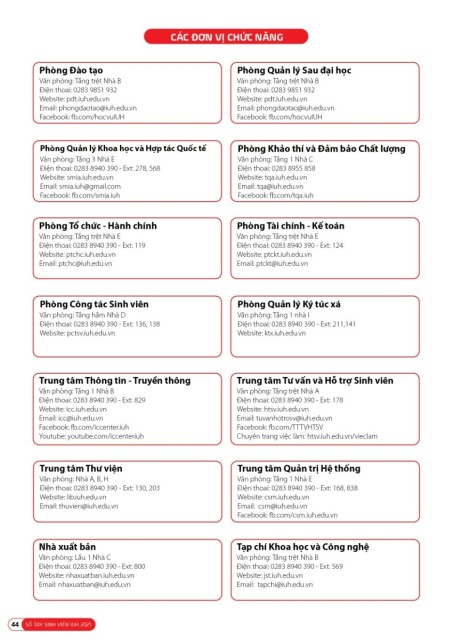 CÁC ĐƠN VỊ CHỨC NĂNG
Phòng Đào tạo
Văn phòng: Tầng trệt Nhà B
Điện thoại: 0283 9851 932
Website: pdt.iuh.edu.vn
Email: phongdaotao@iuh.edu.vn
Facebook: fb.com/hocvuIUH
Phòng Quản lý Sau đại học
Văn phòng: Tầng trệt Nhà B
Điện thoại: 0283 9851 932
Website: pdt.iuh.edu.vn
Email: phongdaotao@iuh.edu.vn
Facebook: fb.com/hocvuIUH
Phòng Quản lý Khoa học và Hợp tác Quốc tế
Văn phòng: Tầng 3 Nhà E
Điện thoại: 0283 8940 390 - Ext: 278, 568
Website: smia.iuh.edu.vn
Email: smia.iuh@gmail.com
Facebook: fb.com/smia.iuh
Phòng Khảo thí và Đảm bảo Chất lượng
Văn phòng: Tầng 1 Nhà C
Điện thoại: 0283 8955 858
Website: tqa.iuh.edu.vn
Email: tqa@iuh.edu.vn
Facebook: fb.com/tqa.iuh
Phòng Tổ chức - Hành chính
Văn phòng: Tầng trệt Nhà E
Điện thoại: 0283 8940 390 - Ext: 119
Website: ptchc.iuh.edu.vn
Email: ptchc@iuh.edu.vn
Phòng Tài chính - Kế toán
Văn phòng: Tầng trệt Nhà E
Điện thoại: 0283 8940 390 - Ext: 124
Website: ptckt.iuh.edu.vn
Email: ptckt@iuh.edu.vn
Phòng Công tác Sinh viên
Văn phòng: Tầng hầm Nhà D
Điện thoại: 0283 8940 390 - Ext: 136, 138
Website: pctsv.iuh.edu.vn
Phòng Quản lý Ký túc xá
Văn phòng: Tầng 1 nhà I
Điện thoại: 0283 8940 390 - Ext: 211,141
Website: ktx.iuh.edu.vn
Trung tâm Thông tin - Truyền thông
Văn phòng: Tầng 1 Nhà B
Điện thoại: 0283 8940 390 - Ext: 829
Website: icc.iuh.edu.vn
Email: icc@iuh.edu.vn
Facebook: fb.com/iccenteriuh
Youtube: youtube.com/iccenteriuh
Trung tâm Tư vấn và Hỗ trợ Sinh viên
Văn phòng: Tầng trệt Nhà A
Điện thoại: 0283 8940 390 - Ext: 178
Website: htsv.iuh.edu.vn
Email: tuvanhotrosv@iuh.edu.vn
Facebook: fb.com/TTTVHTSV
Chuyên trang việc làm: htsv.iuh.edu.vn/vieclam
Trung tâm Thư viện
Văn phòng: Nhà A, B, H
Điện thoại: 0283 8940 390 - Ext: 130, 203
Website: lib.iuh.edu.vn
Email: thuvien@iuh.edu.vn
Trung tâm Quản trị Hệ thống
Văn phòng: Tầng 1 Nhà E
Điện thoại: 0283 8940 390 - Ext: 168, 838
Website: csm.iuh.edu.vn
Email: csm@iuh.edu.vn
Facebook: fb.com/csm.iuh.edu.vn
Nhà xuất bản
Văn phòng: Lầu 1 Nhà C
Điện thoại: 0283 8940 390 - Ext: 800
Website: nhaxuatban.iuh.edu.vn
Email: nhaxuatban@iuh.edu.vn
Tạp chí Khoa học và Công nghệ
Văn phòng: Tầng trệt Nhà B
Điện thoại: 0283 8940 390 - Ext: 569
Website: jst.iuh.edu.vn
Email: tapchi@iuh.edu.vn
44 SỔ TAY SINH VIÊN IUH 2021